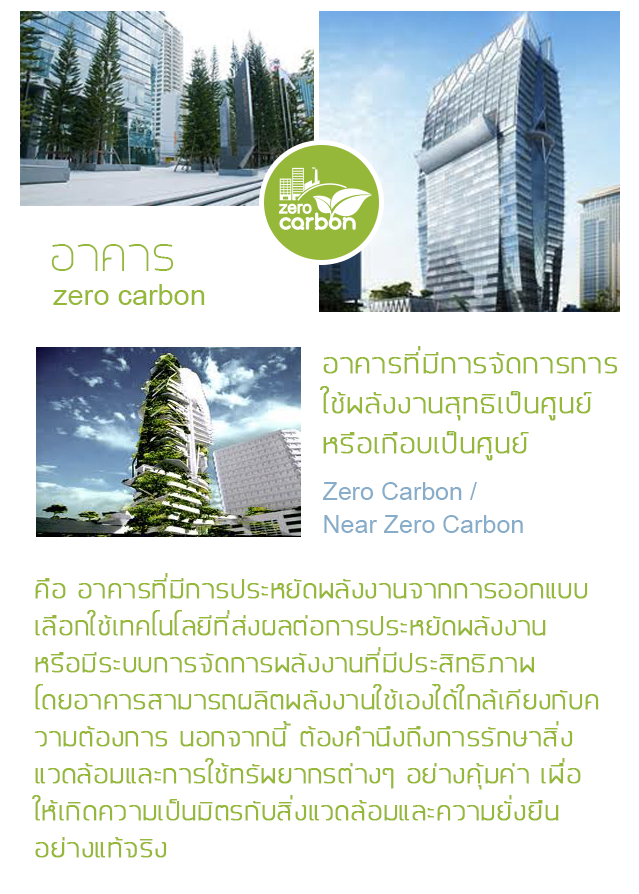 zero
carbon
อาคาร
zero carbon
อาคารที่มีการจัดการการ
ใช้พลังงานสุทธิเป็นศูนย์
หรือเกือบเป็นศูนย์
Zero Carbon /
Near Zero Carbon
คือ อาคารที่มีการประหยัดพลังงานจากการออกแบบ
เลือกใช้เทคโนโลยีที่ส่งผลต่อการประหยัดพลังงาน
หรือมีระบบการจัดการพลังงานที่มีประสิทธิภาพ
โดยอาคารสามารถผลิตพลังงานใช้เองได้ใกล้เคียงกับค
วามต้องการ นอกจากนี้ ต้องคำนึงถึงการรักษาสิ่ง
แวดล้อมและการใช้ทรัพยากรต่างๆ อย่างคุ้มค่า เพื่อ
ให้เกิดความเป็นมิตรกับสิ่งแวดล้อมและความยั่งยืน
อย่างแท้จริง